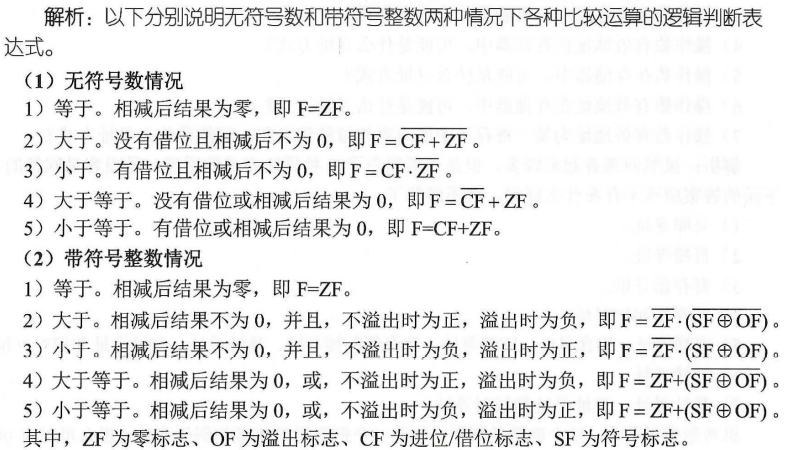 解析：以下分别说明无符号数和带符号整数两种情况下各种比较运算的逻辑判断表
达式。
（1）无符号数情况
1）等于。相减后结果为零，即 F=ZF。
2）大于。没有借位且相减后不为 0，即 F = \overline{CF + ZF} 。
3）小于。有借位且相减后不为 0，即 F = CF·\overline{ZF} 。
4）大于等于。没有借位或相减后结果为 0，即 F = \overline{CF} + ZF 。
5）小于等于。有借位或相减后结果为 0，即 F=CF+ZF。
（2）带符号整数情况
1）等于。相减后结果为零，即 F=ZF。
2）大于。相减后结果不为 0，并且，不溢出时为正，溢出时为负，即 F = \overline{ZF}·(\overline{SF⊕OF}) 。
3）小于。相减后结果不为 0，并且，不溢出时为负，溢出时为正，即 F = \overline{ZF}·(SF⊕OF) 。
4）大于等于。相减后结果为 0，或，不溢出时为正，溢出时为负，即 F = ZF+(\overline{SF⊕OF}) 。
5）小于等于。相减后结果为 0，或，不溢出时为负，溢出时为正，即 F = ZF+(SF⊕OF) 。
其中，ZF 为零标志、OF 为溢出标志、CF 为进位/借位标志、SF 为符号标志。